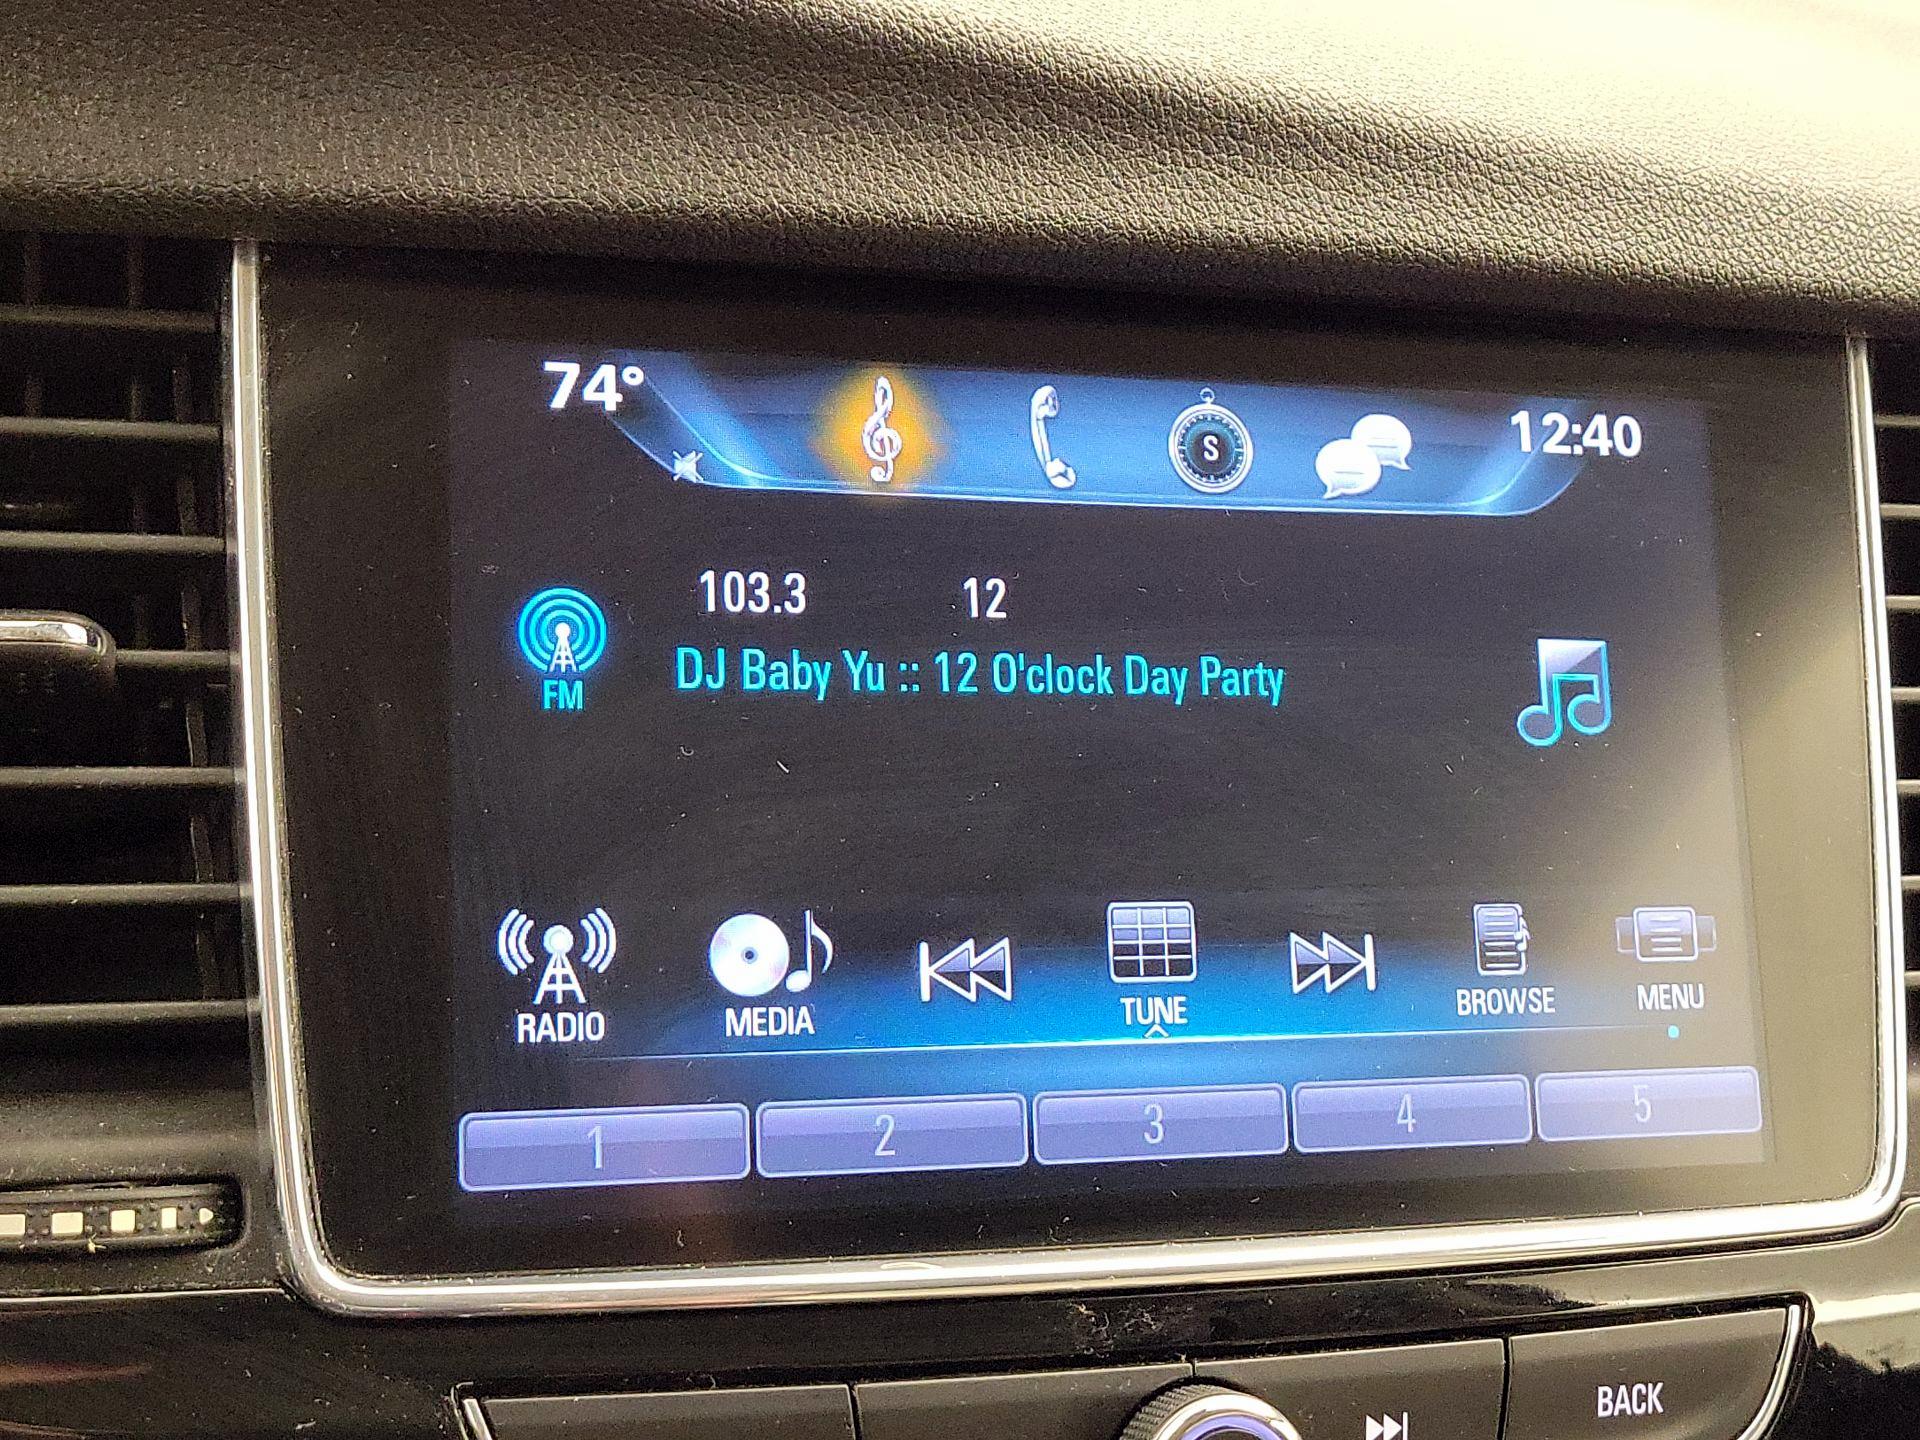 74°
S
12:40
103.3 12
FM
DJ Baby Yu :: 12 O'clock Day Party
RADIO
MEDIA
TUNE
BROWSE
MENU
1
2
3
4
5
BACK